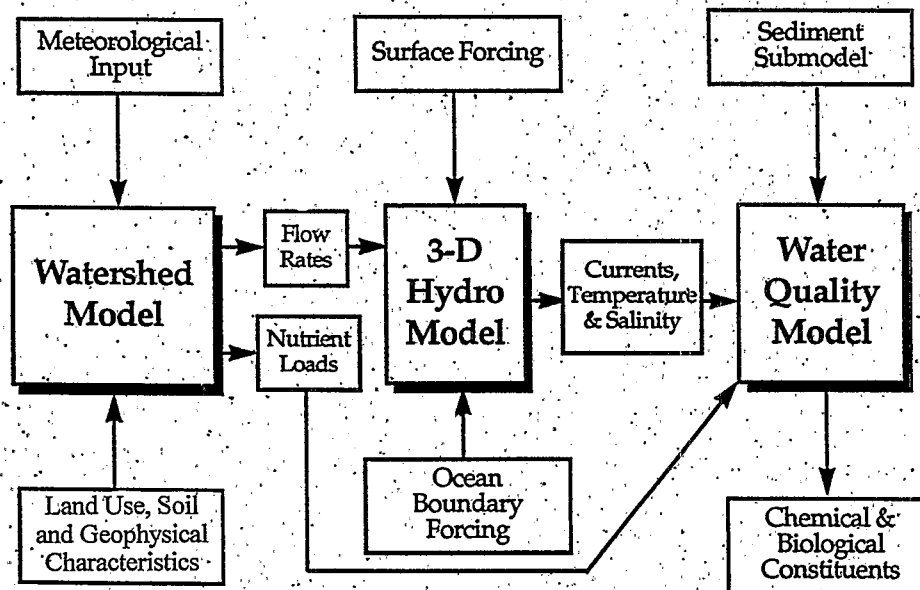 Meteorological
Input
Surface Forcing
Sediment
Submodel
Watershed
Model
Flow
Rates
Nutrient
Loads
3-D
Hydro
Model
Currents,
Temperature
& Salinity
Water
Quality
Model
Land Use, Soil
and Geophysical
Characteristics
Ocean
Boundary
Forcing
Chemical &
Biological
Constituents